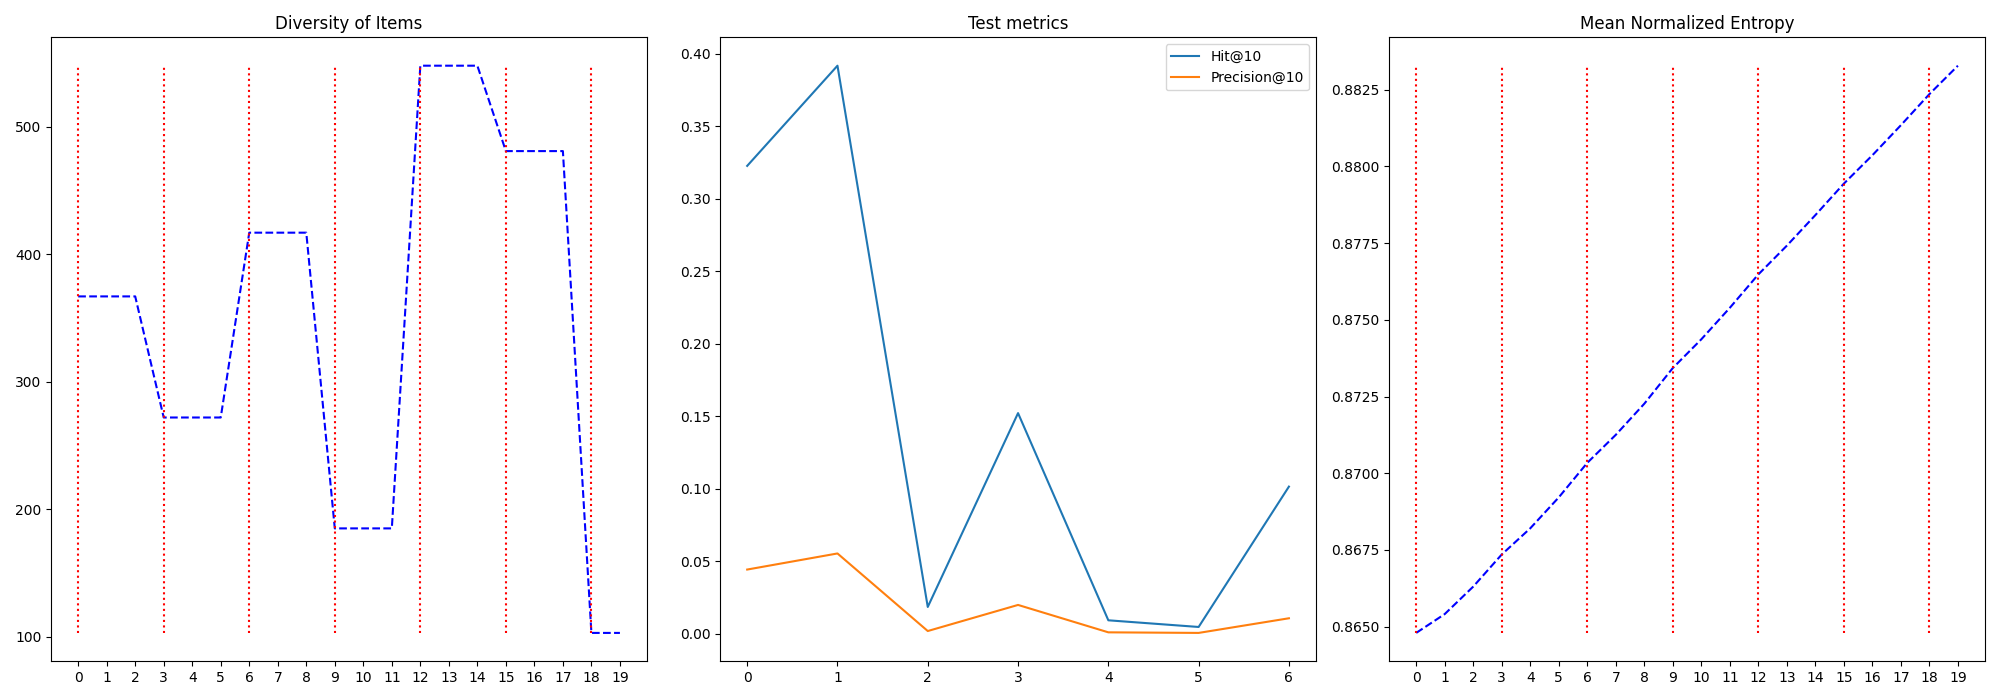 Diversity of Items
500
400
300
200
100
0 1 2 3 4 5 6 7 8 9 10 11 12 13 14 15 16 17 18 19
Test metrics
Hit@10
Precision@10
0.40
0.35
0.30
0.25
0.20
0.15
0.10
0.05
0.00
0 1 2 3 4 5 6
Mean Normalized Entropy
0.8825
0.8800
0.8775
0.8750
0.8725
0.8700
0.8675
0.8650
0 1 2 3 4 5 6 7 8 9 10 11 12 13 14 15 16 17 18 19